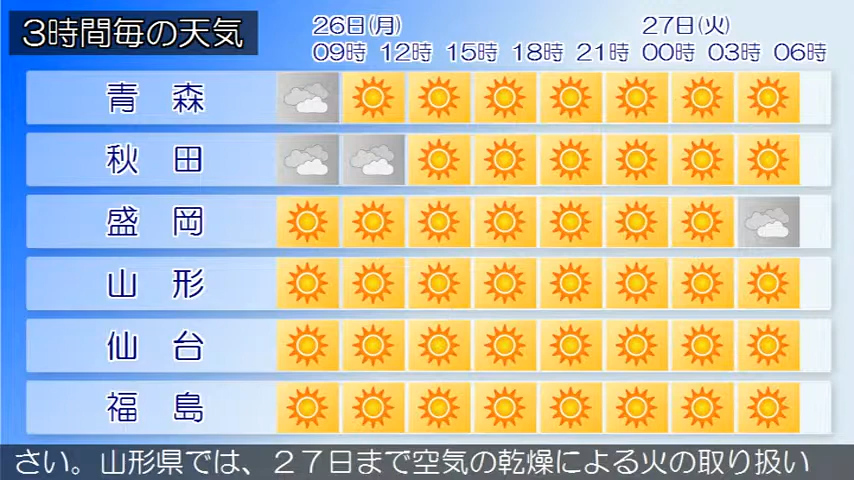 3時間毎の天気
26日(月) 27日(火)
09時 12時 15時 18時 21時 00時 03時 06時
青森
秋田
盛岡
山形
仙台
福島
さい。山形県では、２７日まで空気の乾燥による火の取り扱い